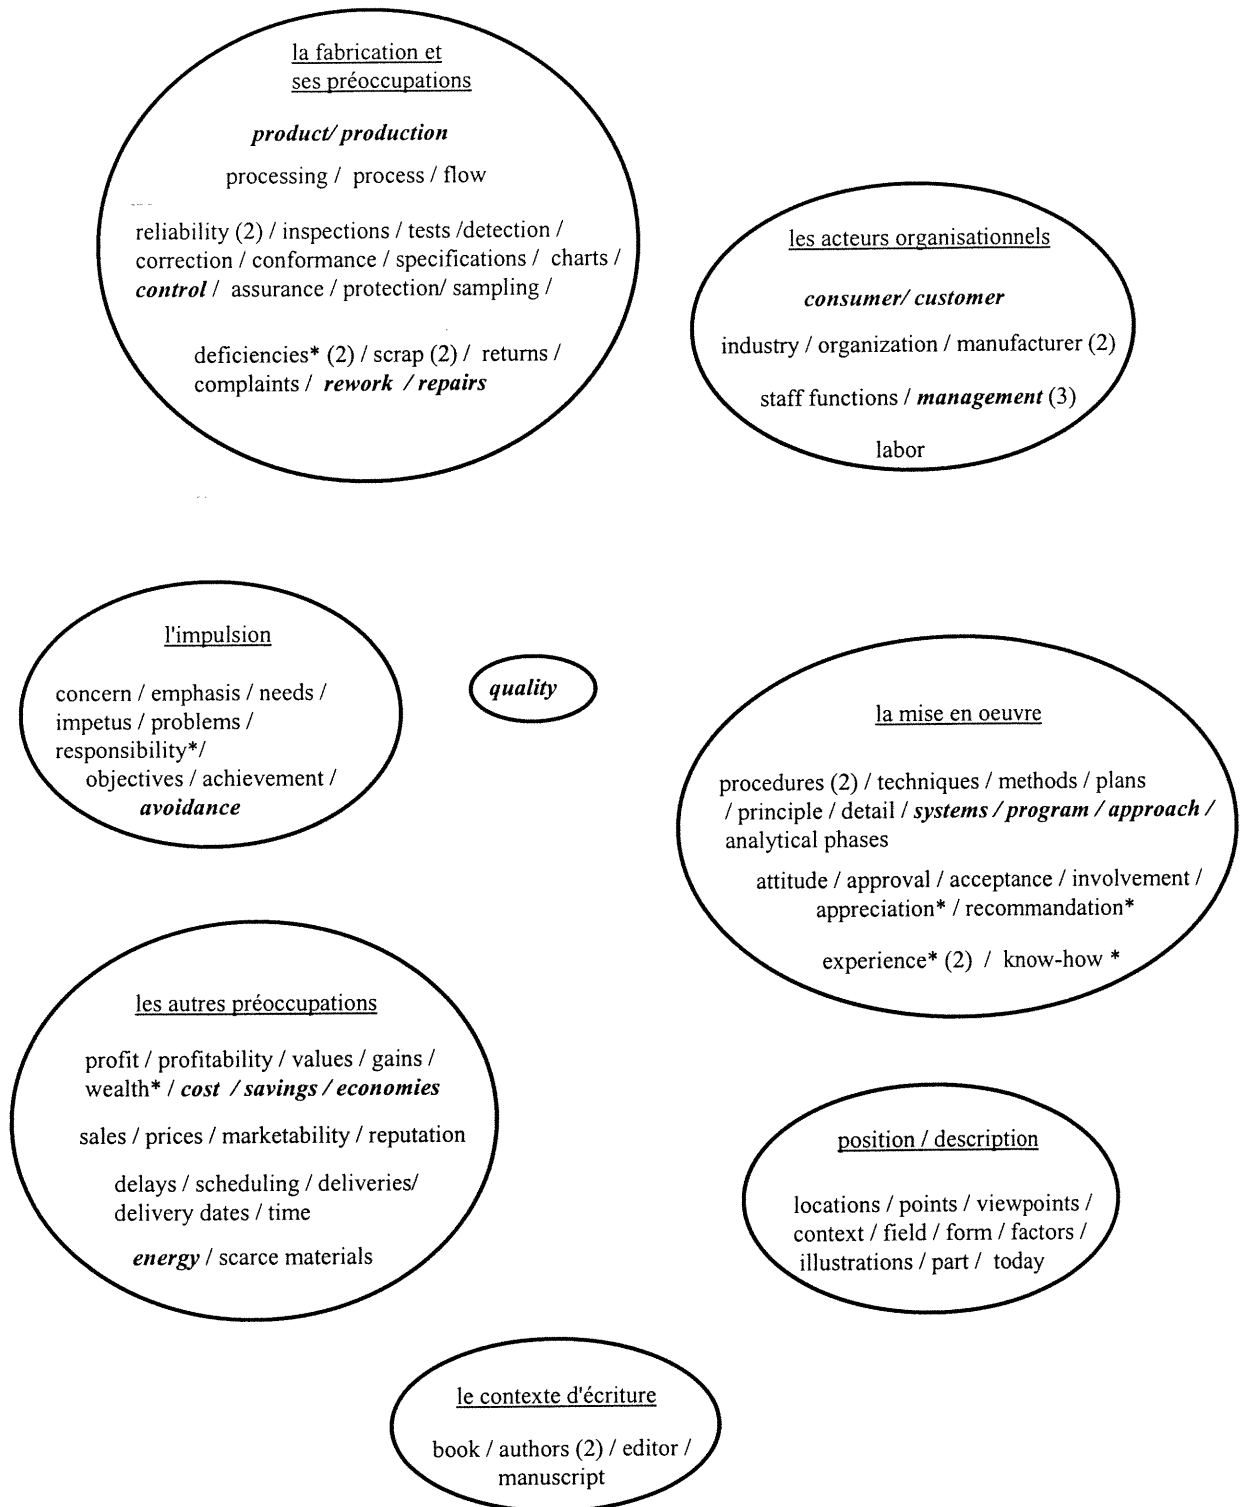 la fabrication et
ses préoccupations
product/ production
processing / process / flow
reliability (2) / inspections / tests /detection /
correction / conformance / specifications / charts /
control / assurance / protection/ sampling /
deficiencies* (2) / scrap (2) / returns /
complaints / rework / repairs
les acteurs organisationnels
consumer/ customer
industry / organization / manufacturer (2)
staff functions / management (3)
labor
l'impulsion
concern / emphasis / needs /
impetus / problems /
responsibility*/
objectives / achievement /
avoidance
quality
la mise en oeuvre
procedures (2) / techniques / methods / plans
/ principle / detail / systems / program / approach /
analytical phases
attitude / approval / acceptance / involvement /
appreciation* / recommandation*
experience* (2) / know-how *
les autres préoccupations
profit / profitability / values / gains /
wealth* / cost / savings / economies
sales / prices / marketability / reputation
delays / scheduling / deliveries/
delivery dates / time
energy / scarce materials
position / description
locations / points / viewpoints /
context / field / form / factors /
illustrations / part / today
le contexte d'écriture
book / authors (2) / editor /
manuscript